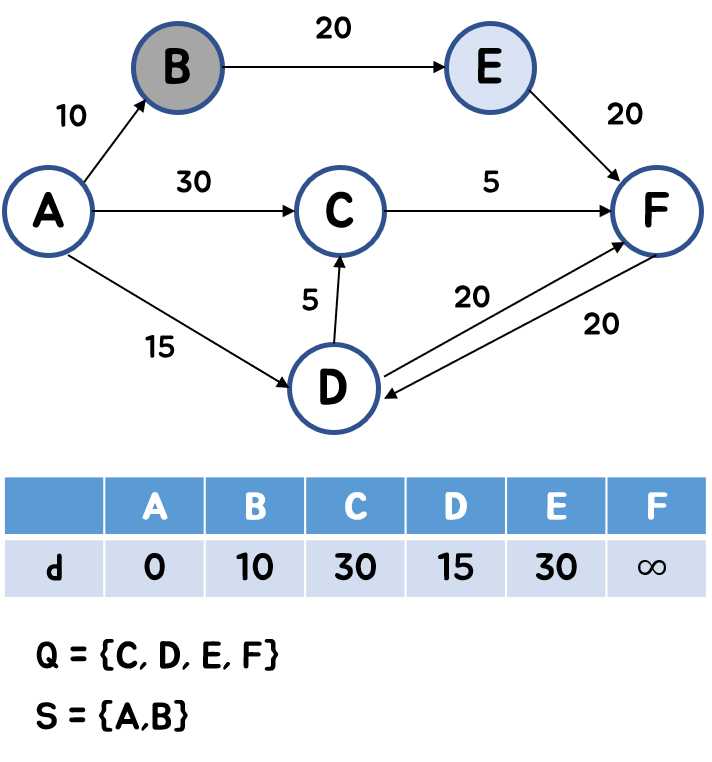 20
B
E
10
20
30
5
A
C
F
5
20
20
15
D
A B C D E F
d 0 10 30 15 30 ∞
Q = {C, D, E, F}
S = {A,B}